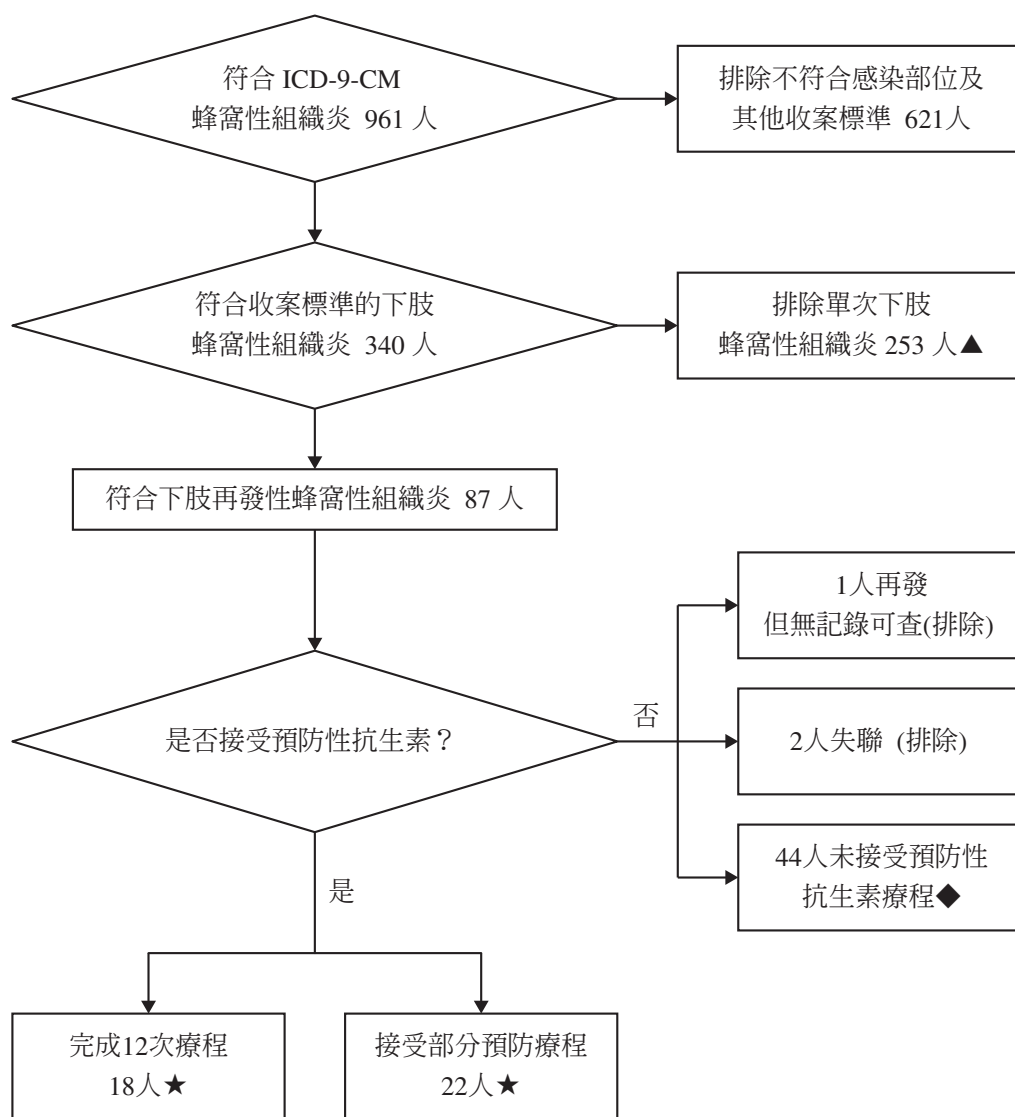 符合 ICD-9-CM
蜂窩性組織炎 961 人
排除不符合感染部位及
其他收案標準 621人
符合收案標準的下肢
蜂窩性組織炎 340 人
排除單次下肢
蜂窩性組織炎 253 人▲
符合下肢再發性蜂窩性組織炎 87 人
1人再發
但無記錄可查(排除)
是否接受預防性抗生素？
否
2人失聯 (排除)
44人未接受預防性
抗生素療程◆
是
完成12次療程
18人★
接受部分預防療程
22人★